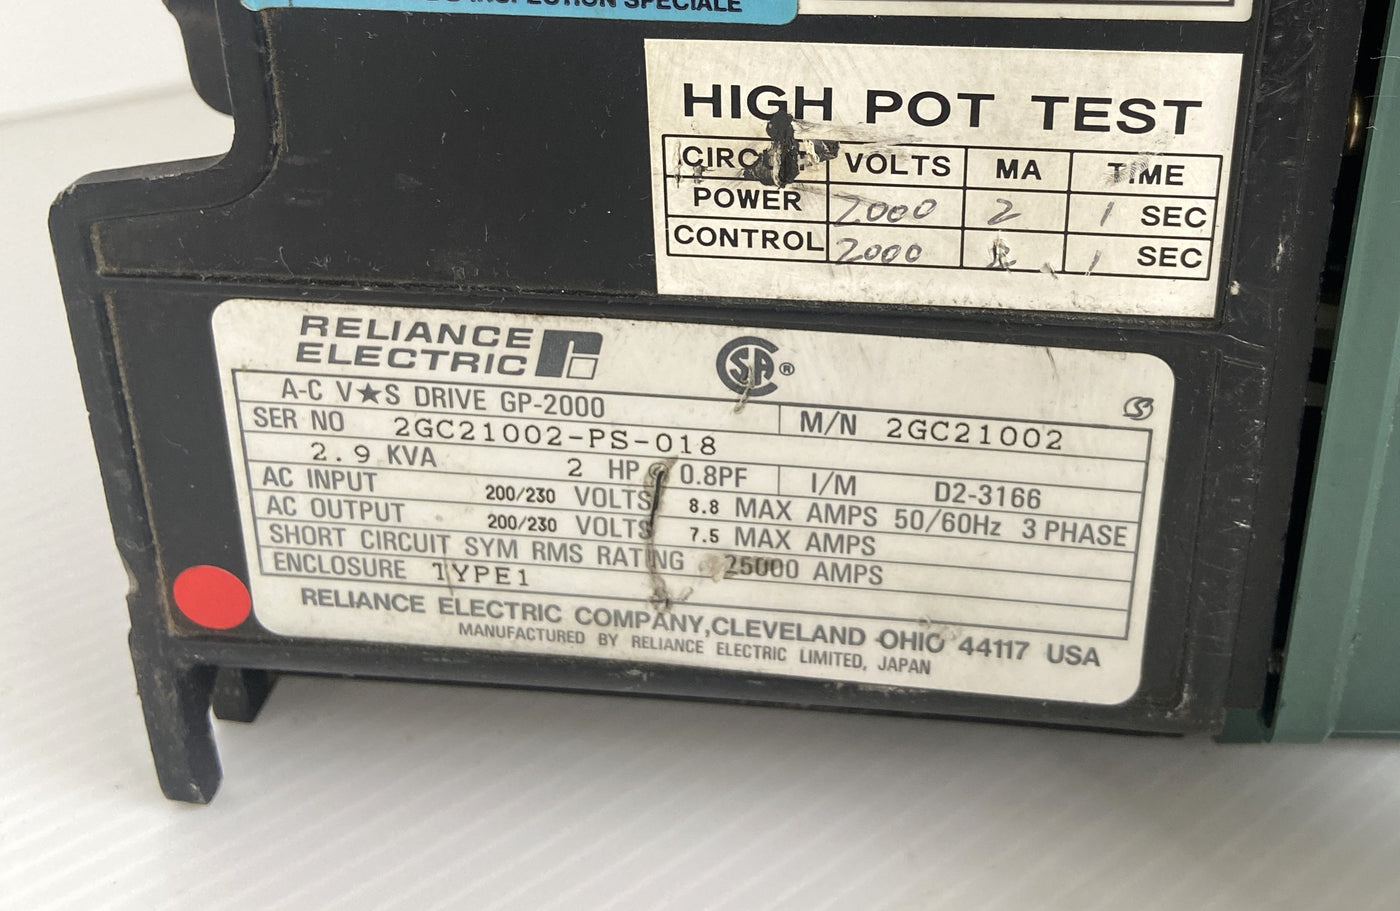 INSPECTION SPECIALE
HIGH POT TEST
CIRCUIT VOLTS MA TIME
POWER 2000 2 1 SEC
CONTROL 2000 1 SEC
RELIANCE
ELECTRIC
SA ®
A-C V★S DRIVE GP-2000 M/N 2GC21002
SER NO 2GC21002-PS-018
2.9 KVA 2 HP @ 0.8PF I/M D2-3166
AC INPUT 200/230 VOLTS 8.8 MAX AMPS 50/60Hz 3 PHASE
AC OUTPUT 200/230 VOLTS 7.5 MAX AMPS
SHORT CIRCUIT SYM RMS RATING 25000 AMPS
ENCLOSURE TYPE1
RELIANCE ELECTRIC COMPANY, CLEVELAND OHIO 44117 USA
MANUFACTURED BY RELIANCE ELECTRIC LIMITED, JAPAN